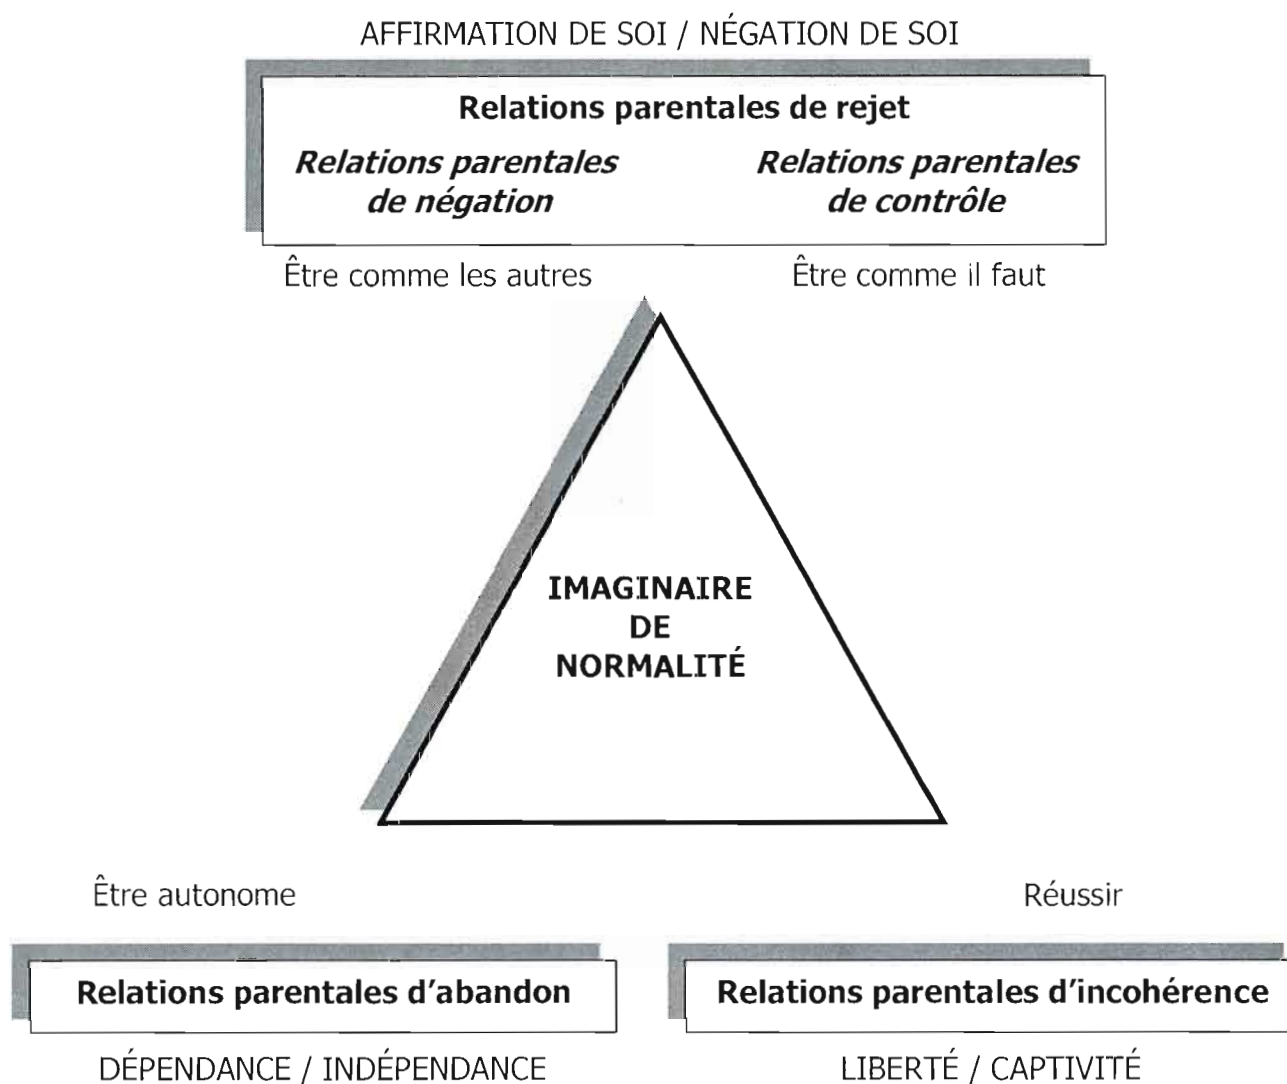 AFFIRMATION DE SOI / NÉGATION DE SOI
Relations parentales de rejet
Relations parentales de négation
Relations parentales de contrôle
Être comme les autres
Être comme il faut
IMAGINAIRE
DE
NORMALITÉ
Être autonome
Réussir
Relations parentales d'abandon
Relations parentales d'incohérence
DÉPENDANCE / INDÉPENDANCE
LIBERTÉ / CAPTIVITÉ